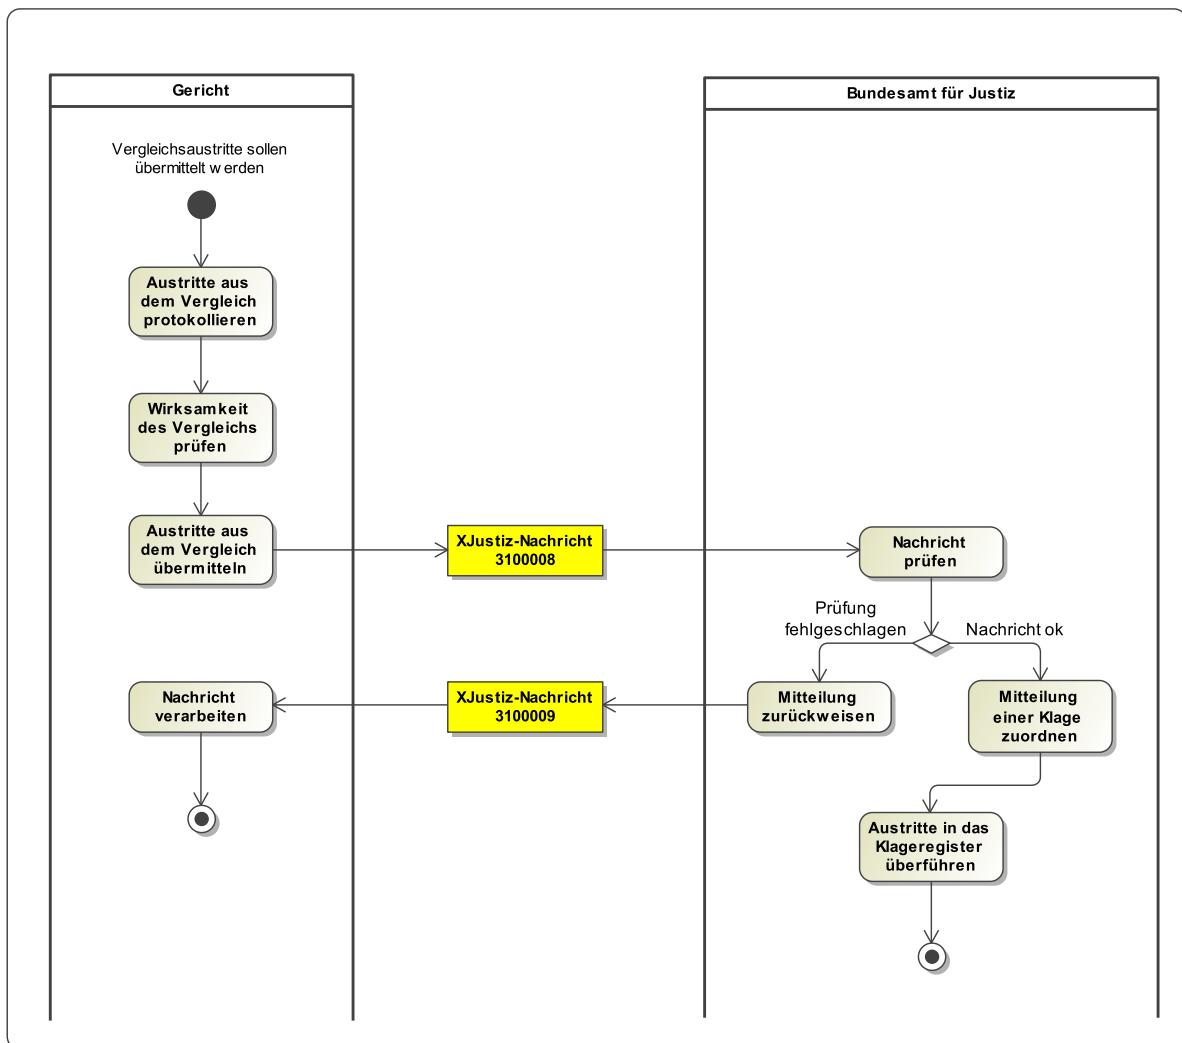 Gericht
Bundesamt für Justiz
Vergleichsaustritte sollen
übermittelt werden
Austritte aus
dem Vergleich
protokollieren
Wirksamkeit
des Vergleichs
prüfen
Austritte aus
dem Vergleich
übermitteln
XJustiz-Nachricht
3100008
Nachricht
prüfen
Prüfung
fehlgeschlagen
Nachricht ok
Nachricht
verarbeiten
XJustiz-Nachricht
3100009
Mitteilung
zurückweisen
Mitteilung
einer Klage
zuordnen
Austritte in das
Klageregister
überführen